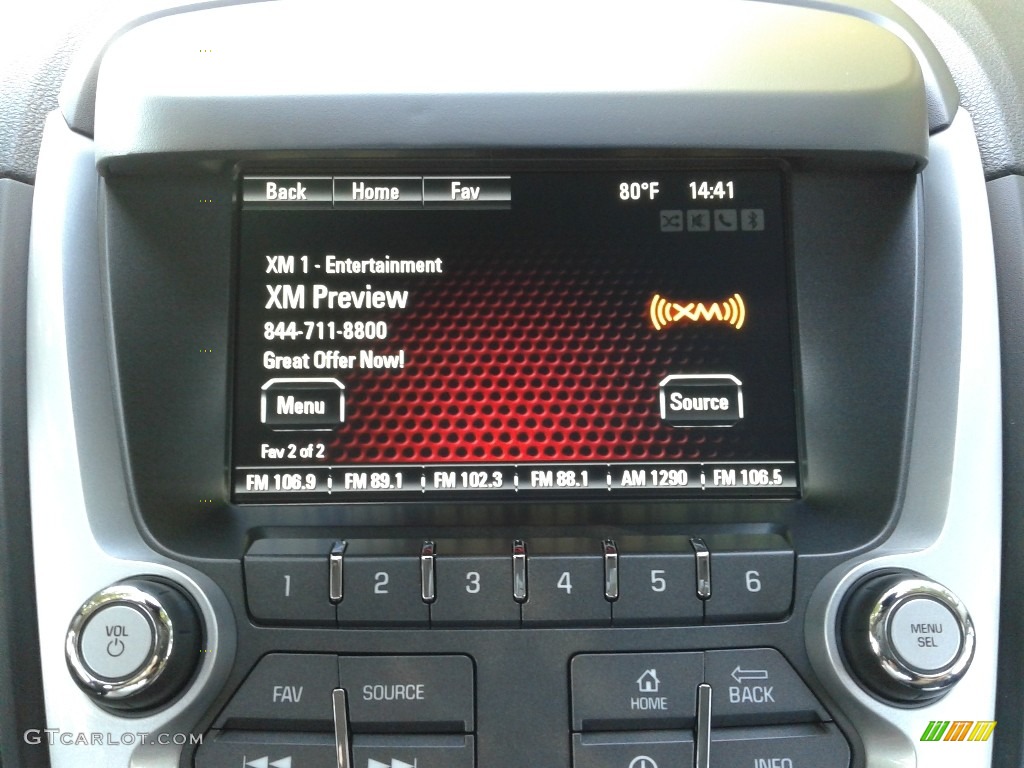 Back Home Fav 80°F 14:41
XM 1 - Entertainment
XM Preview
((((XM))))
844-711-8800
Great Offer Now!
Menu Source
Fav 2 of 2
FM 106.9 FM 89.1 FM 102.3 FM 88.1 AM 1290 FM 106.5
1 2 3 4 5 6
VOL
MENU
SEL
FAV SOURCE
HOME
BACK
INFO
GTCARLOT.COM